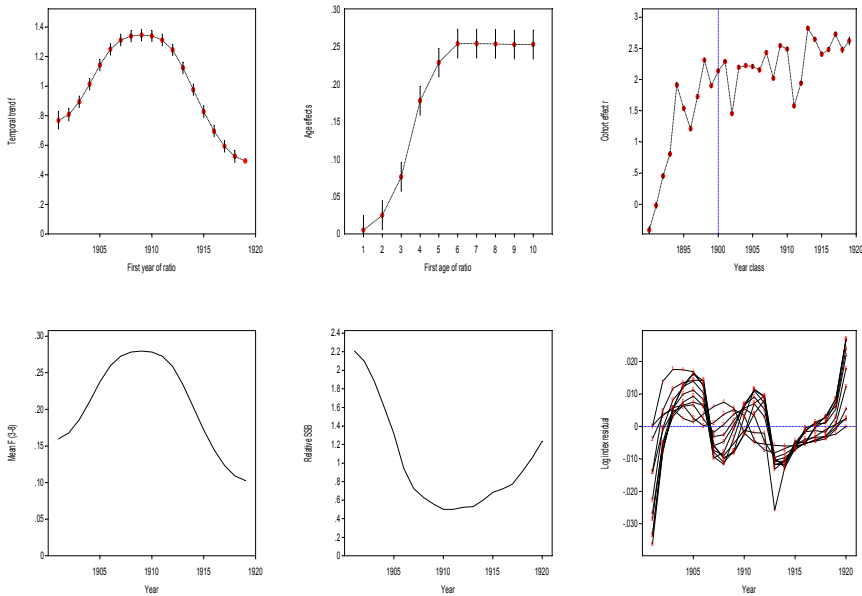 Temporal trend f
1.4
1.2
1.
.8
.6
.4
.2
0
1905 1910 1915 1920
First year of ratio
Age effect s
.30
.25
.20
.15
.10
.05
.00
1 2 3 4 5 6 7 8 9 10
First age of ratio
Cohort effect r
3
2.5
2
1.5
1
.5
0
1895 1900 1905 1910 1915 1920
Year class
Mean F (3-8)
.30
.25
.20
.15
.10
.05
0
1905 1910 1915 1920
Year
Relative SSB
2.4
2.2
2.0
1.8
1.6
1.4
1.2
1.
.8
.6
.4
.2
0
1905 1910 1915 1920
Year
Log index residual
.020
.010
0
-.010
-.020
-.030
1905 1910 1915 1920
Year